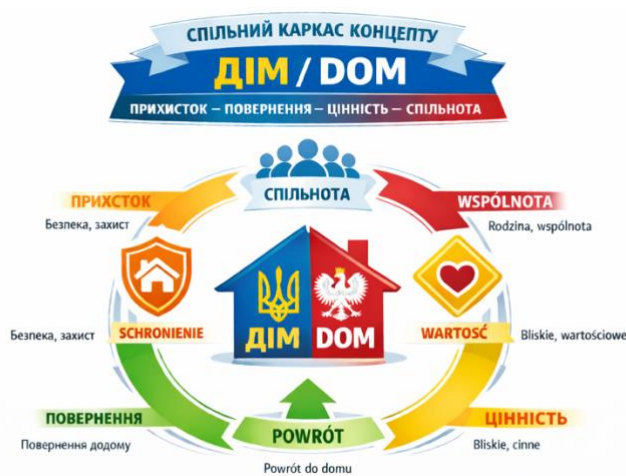 СПІЛЬНИЙ КАРКАС КОНЦЕПТУ
ДІМ / DOM
ПРИХИСТОК – ПОВЕРНЕННЯ – ЦІННІСТЬ – СПІЛЬНОТА
СПІЛЬНОТА
ПРИХСТОК
Безпека, захист
WSPÓLNOTA
Rodzina, wspólnota
ДІМ DOM
Безпека, захист
SCHRONIENIE
WARTOŚĆ
Bliskie, wartościowe
ПОВЕРНЕННЯ
Повернення додому
POWRÓT
Powrót do domu
ЦІННІСТЬ
Bliskie, cinne